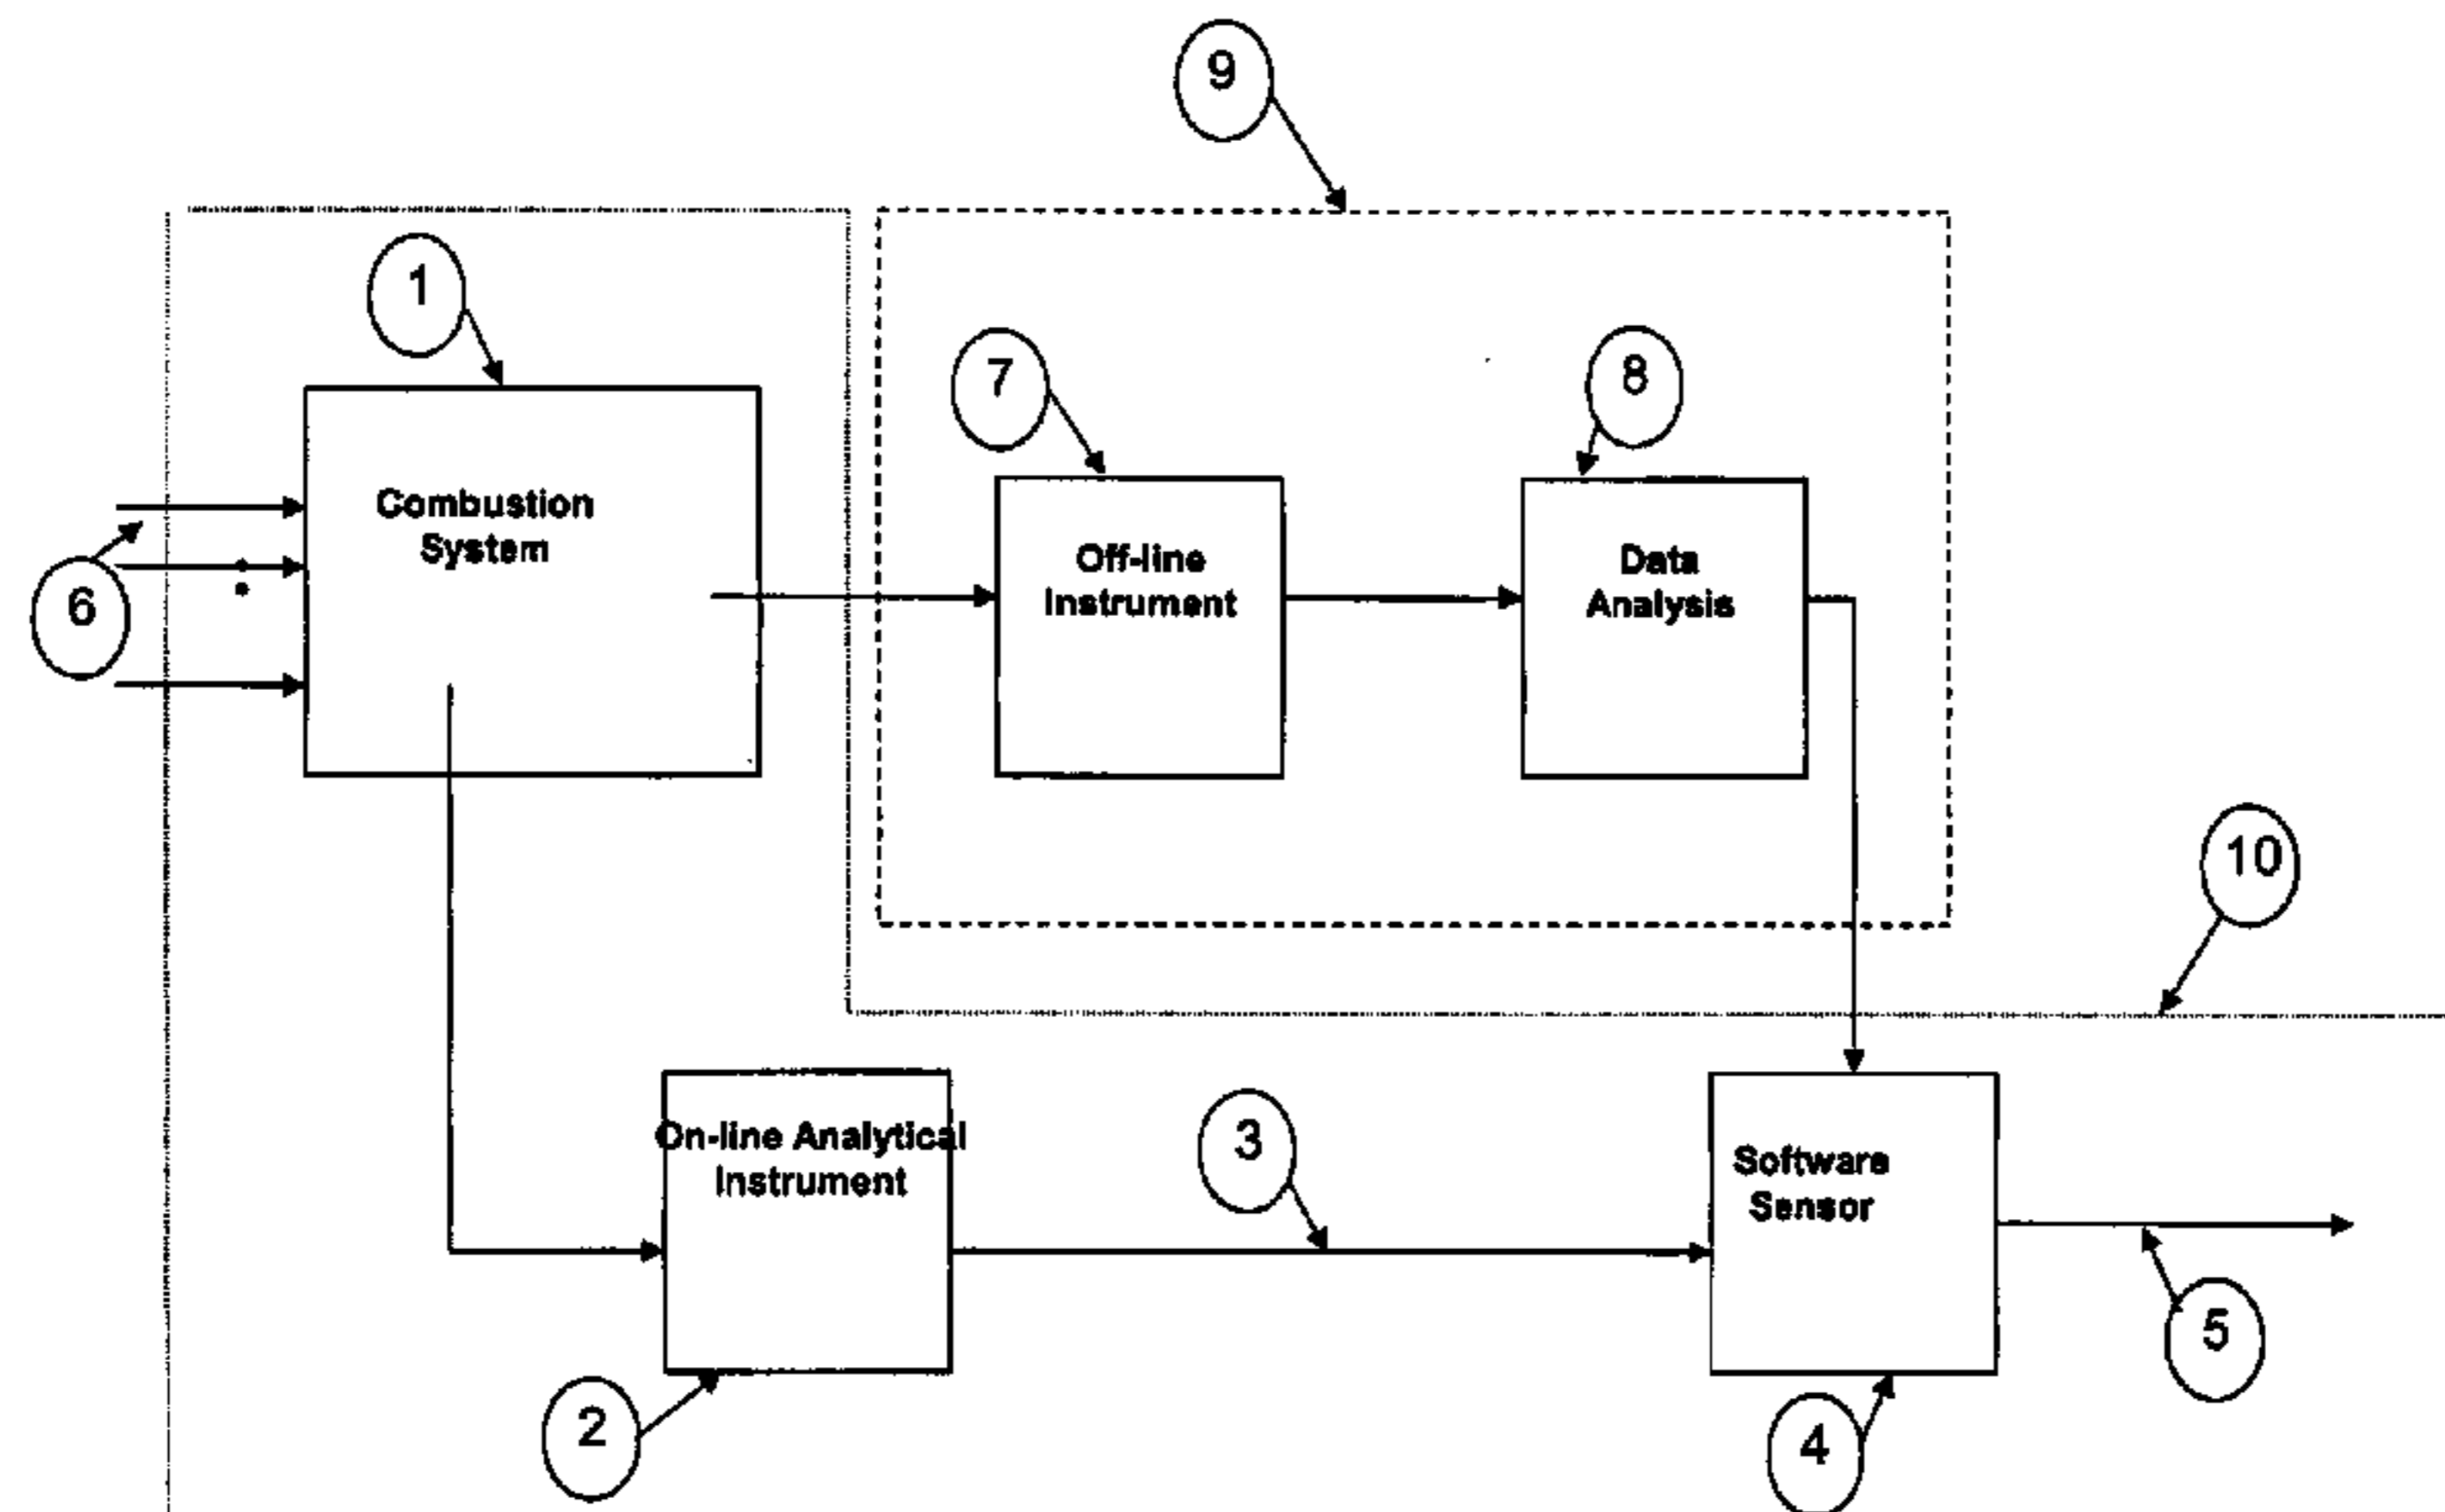 9
1
7
8
Combustion
System
Off-line
Instrument
Data
Analysis
6
10
On-line Analytical
Instrument
3
Software
Sensor
5
2
4